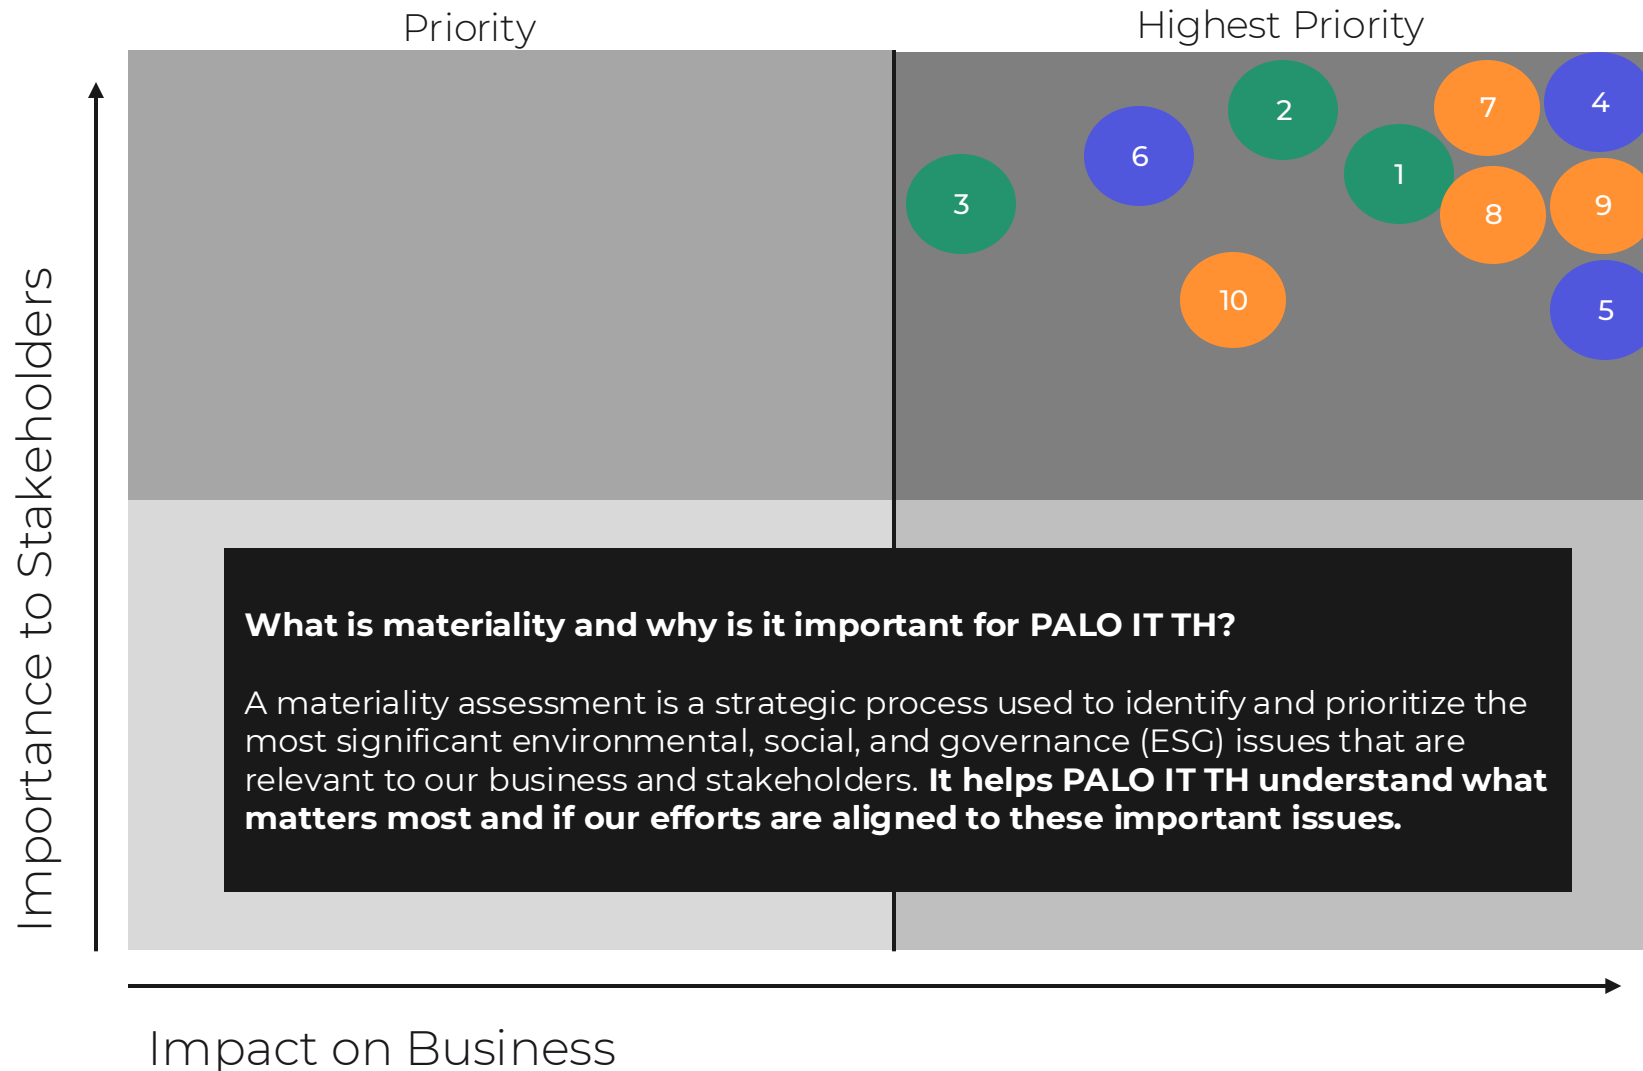 Priority
Highest Priority
4
7
2
6
1
3
9
8
10
5
Importance to Stakeholders
What is materiality and why is it important for PALO IT TH?
A materiality assessment is a strategic process used to identify and prioritize the
most significant environmental, social, and governance (ESG) issues that are
relevant to our business and stakeholders. It helps PALO IT TH understand what
matters most and if our efforts are aligned to these important issues.
Impact on Business